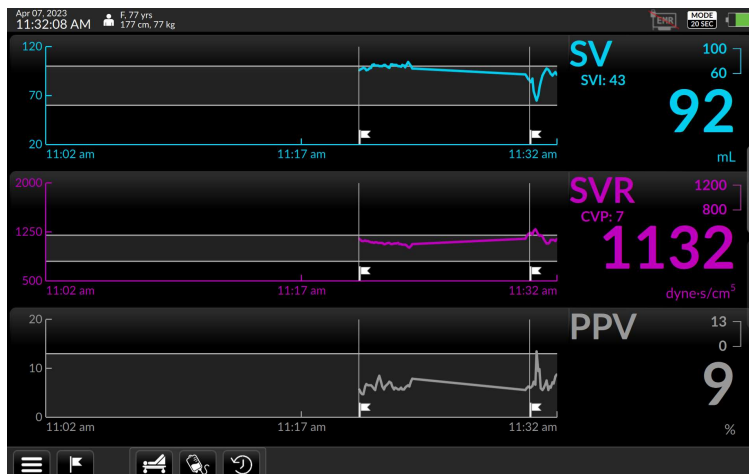 Apr 07, 2023
11:32:08 AM
F, 77 yrs
177 cm, 77 kg
EMR
MODE
20 SEC
120
70
20
11:02 am
11:17 am
11:32 am
SV
SVI: 43
100
60
92
mL
2000
1250
500
11:02 am
11:17 am
11:32 am
SVR
CVP: 7
1200
800
1132
dyne·s/cm⁵
20
10
0
11:02 am
11:17 am
11:32 am
PPV
13
0
9
%